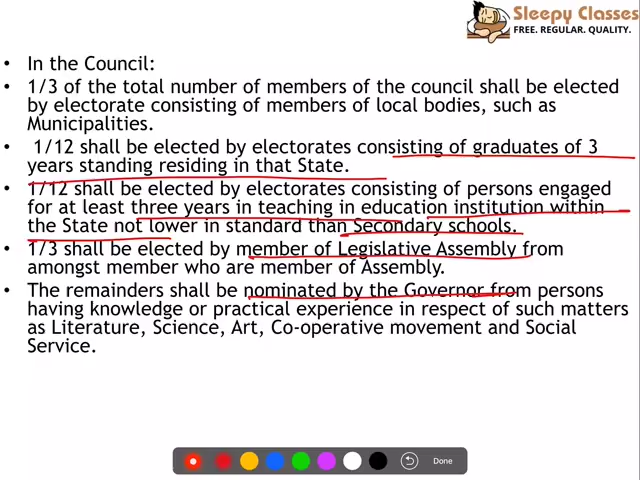 Sleepy Classes
FREE. REGULAR. QUALITY.
• In the Council:
• 1/3 of the total number of members of the council shall be elected
by electorate consisting of members of local bodies, such as
Municipalities.
• 1/12 shall be elected by electorates consisting of graduates of 3
years standing residing in that State.
• 1/12 shall be elected by electorates consisting of persons engaged
for at least three years in teaching in education institution within
the State not lower in standard than Secondary schools.
• 1/3 shall be elected by member of Legislative Assembly from
amongst member who are member of Assembly.
• The remainders shall be nominated by the Governor from persons
having knowledge or practical experience in respect of such matters
as Literature, Science, Art, Co-operative movement and Social
Service.
Done